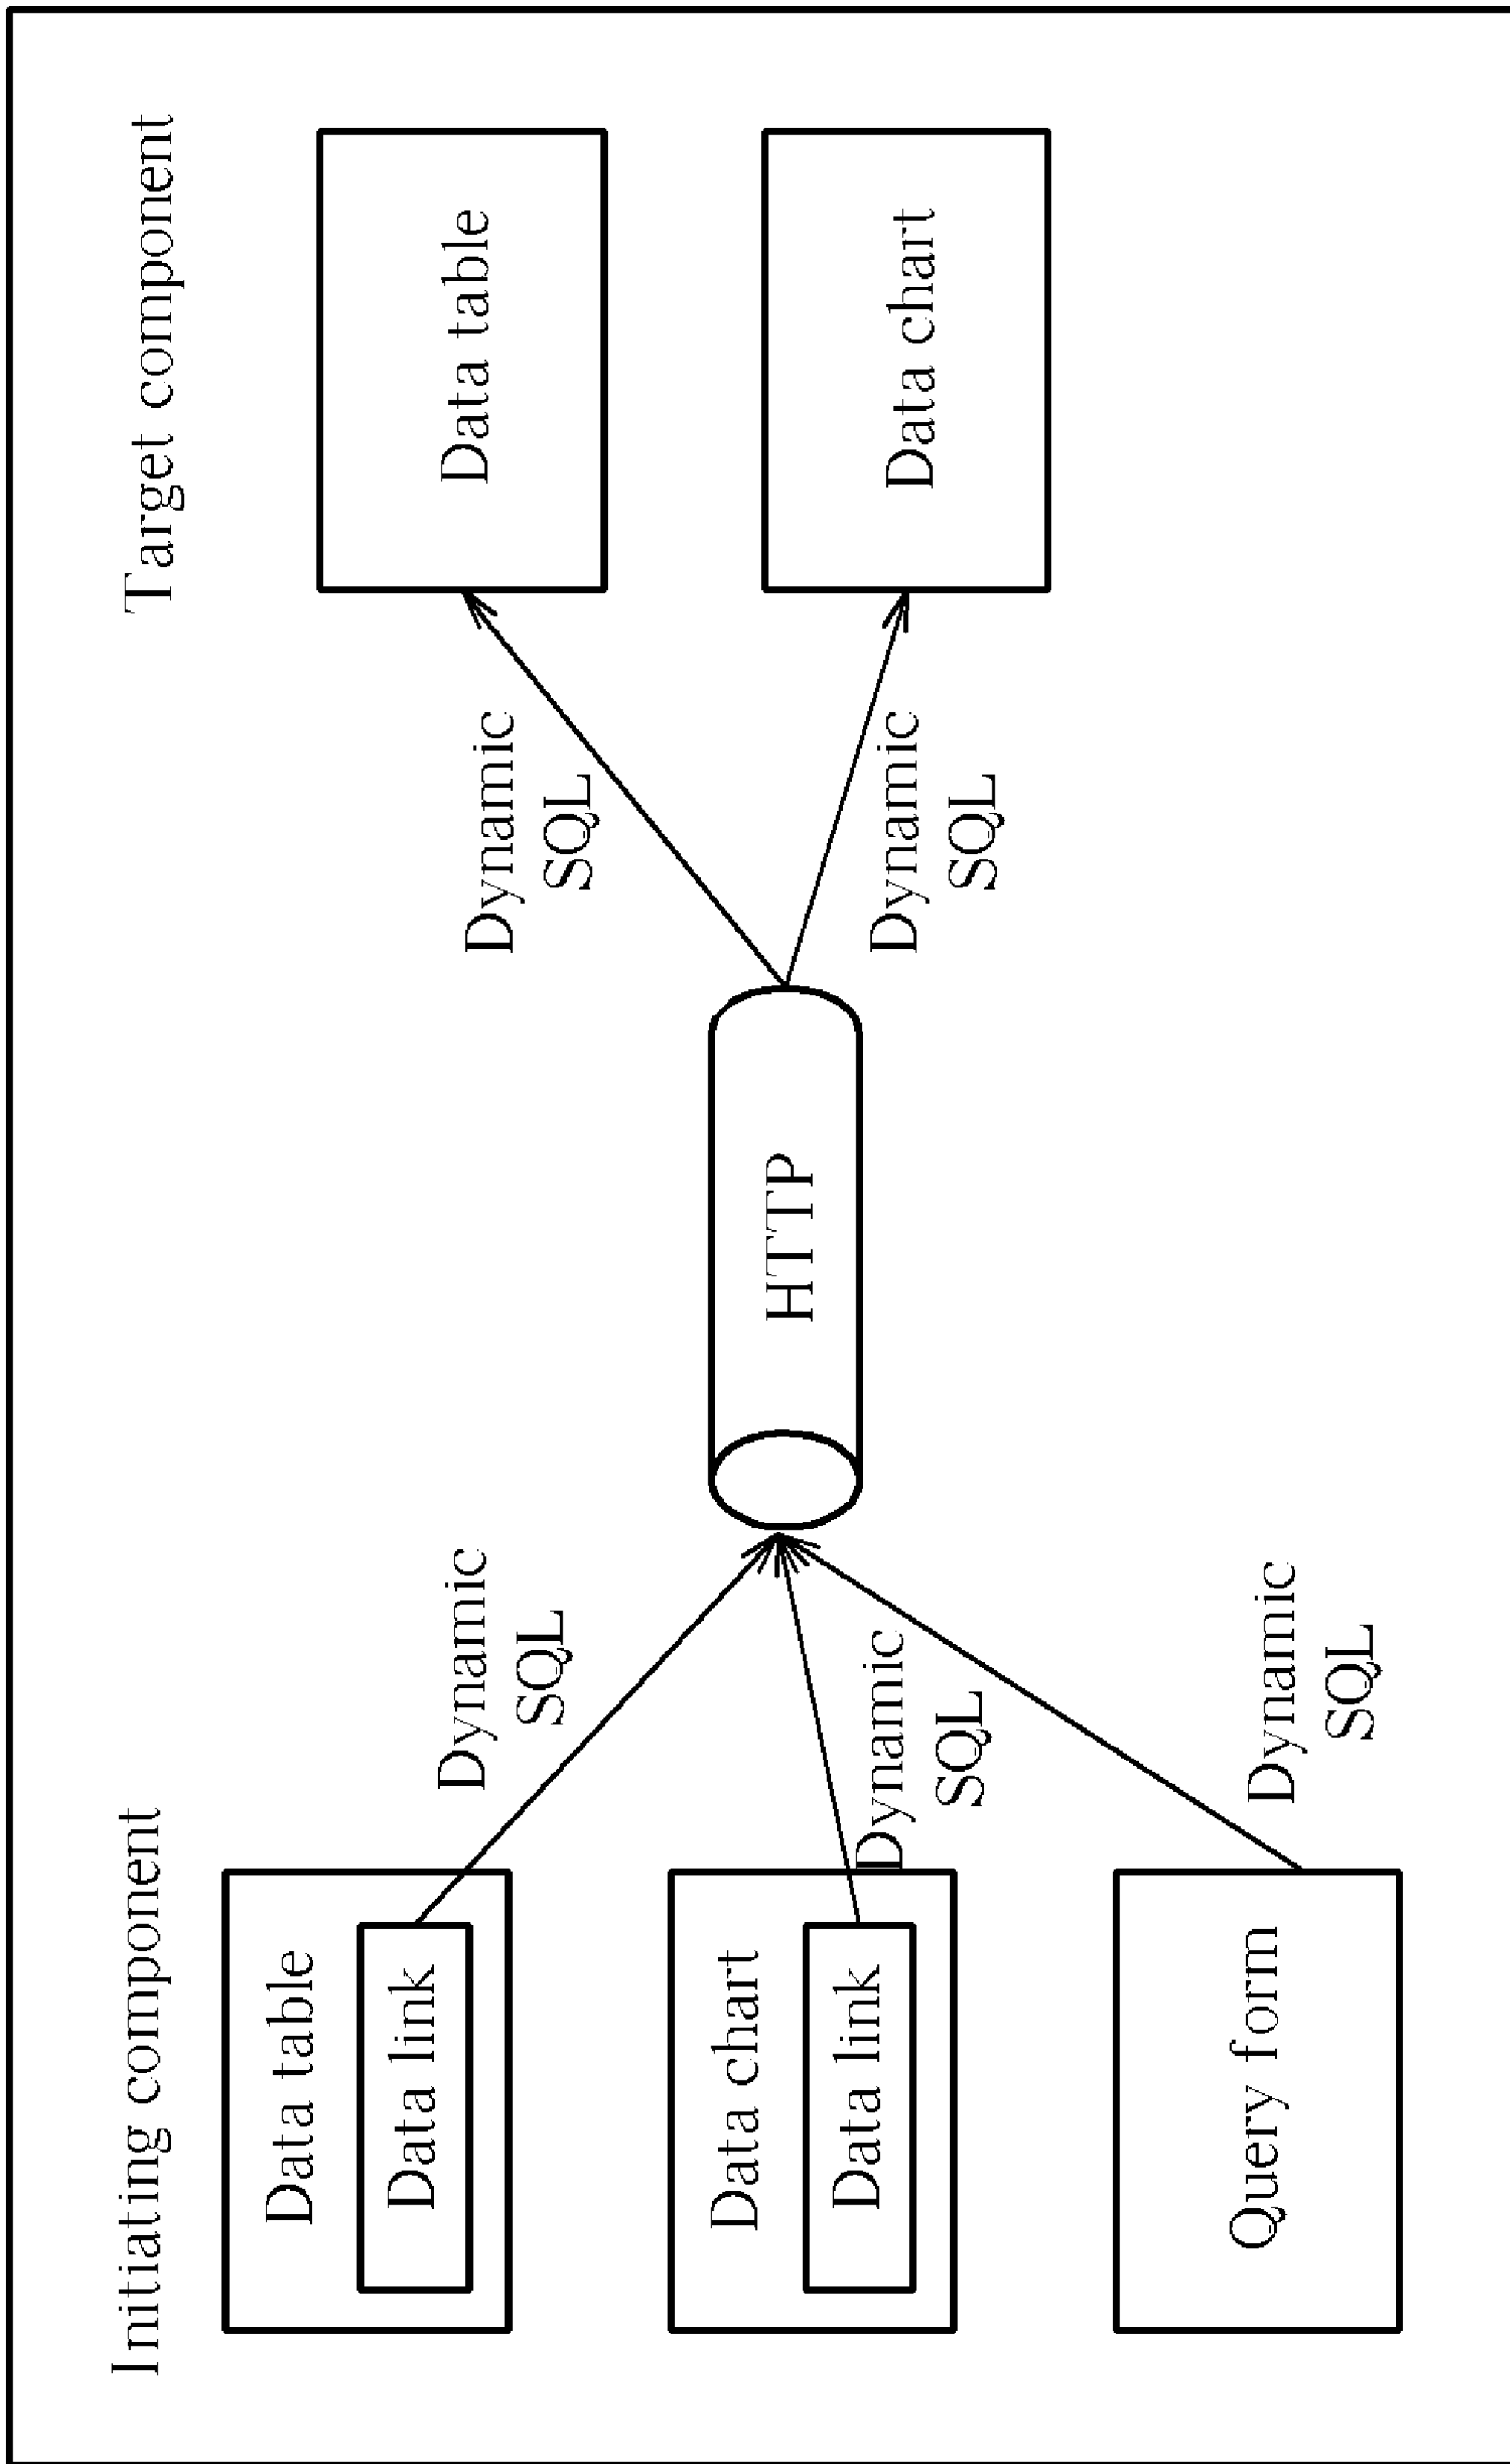 Initiating component
Target component
Data table
Data link
Dynamic
SQL
Data chart
Data link
Dynamic
SQL
Query form
Dynamic
SQL
HTTP
Dynamic
SQL
Dynamic
SQL
Data table
Data chart